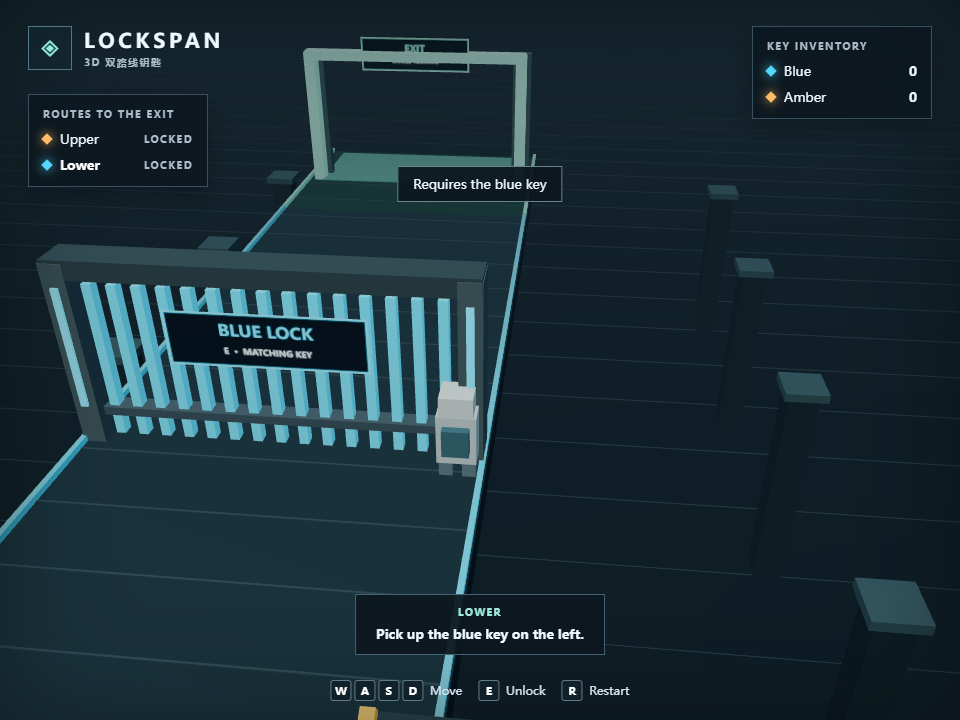 LOCKSPAN
3D 双路线钥匙
ROUTES TO THE EXIT
Upper LOCKED
Lower LOCKED
KEY INVENTORY
Blue 0
Amber 0
EXIT
Requires the blue key
BLUE LOCK
E • MATCHING KEY
LOWER
Pick up the blue key on the left.
W A S D Move E Unlock R Restart